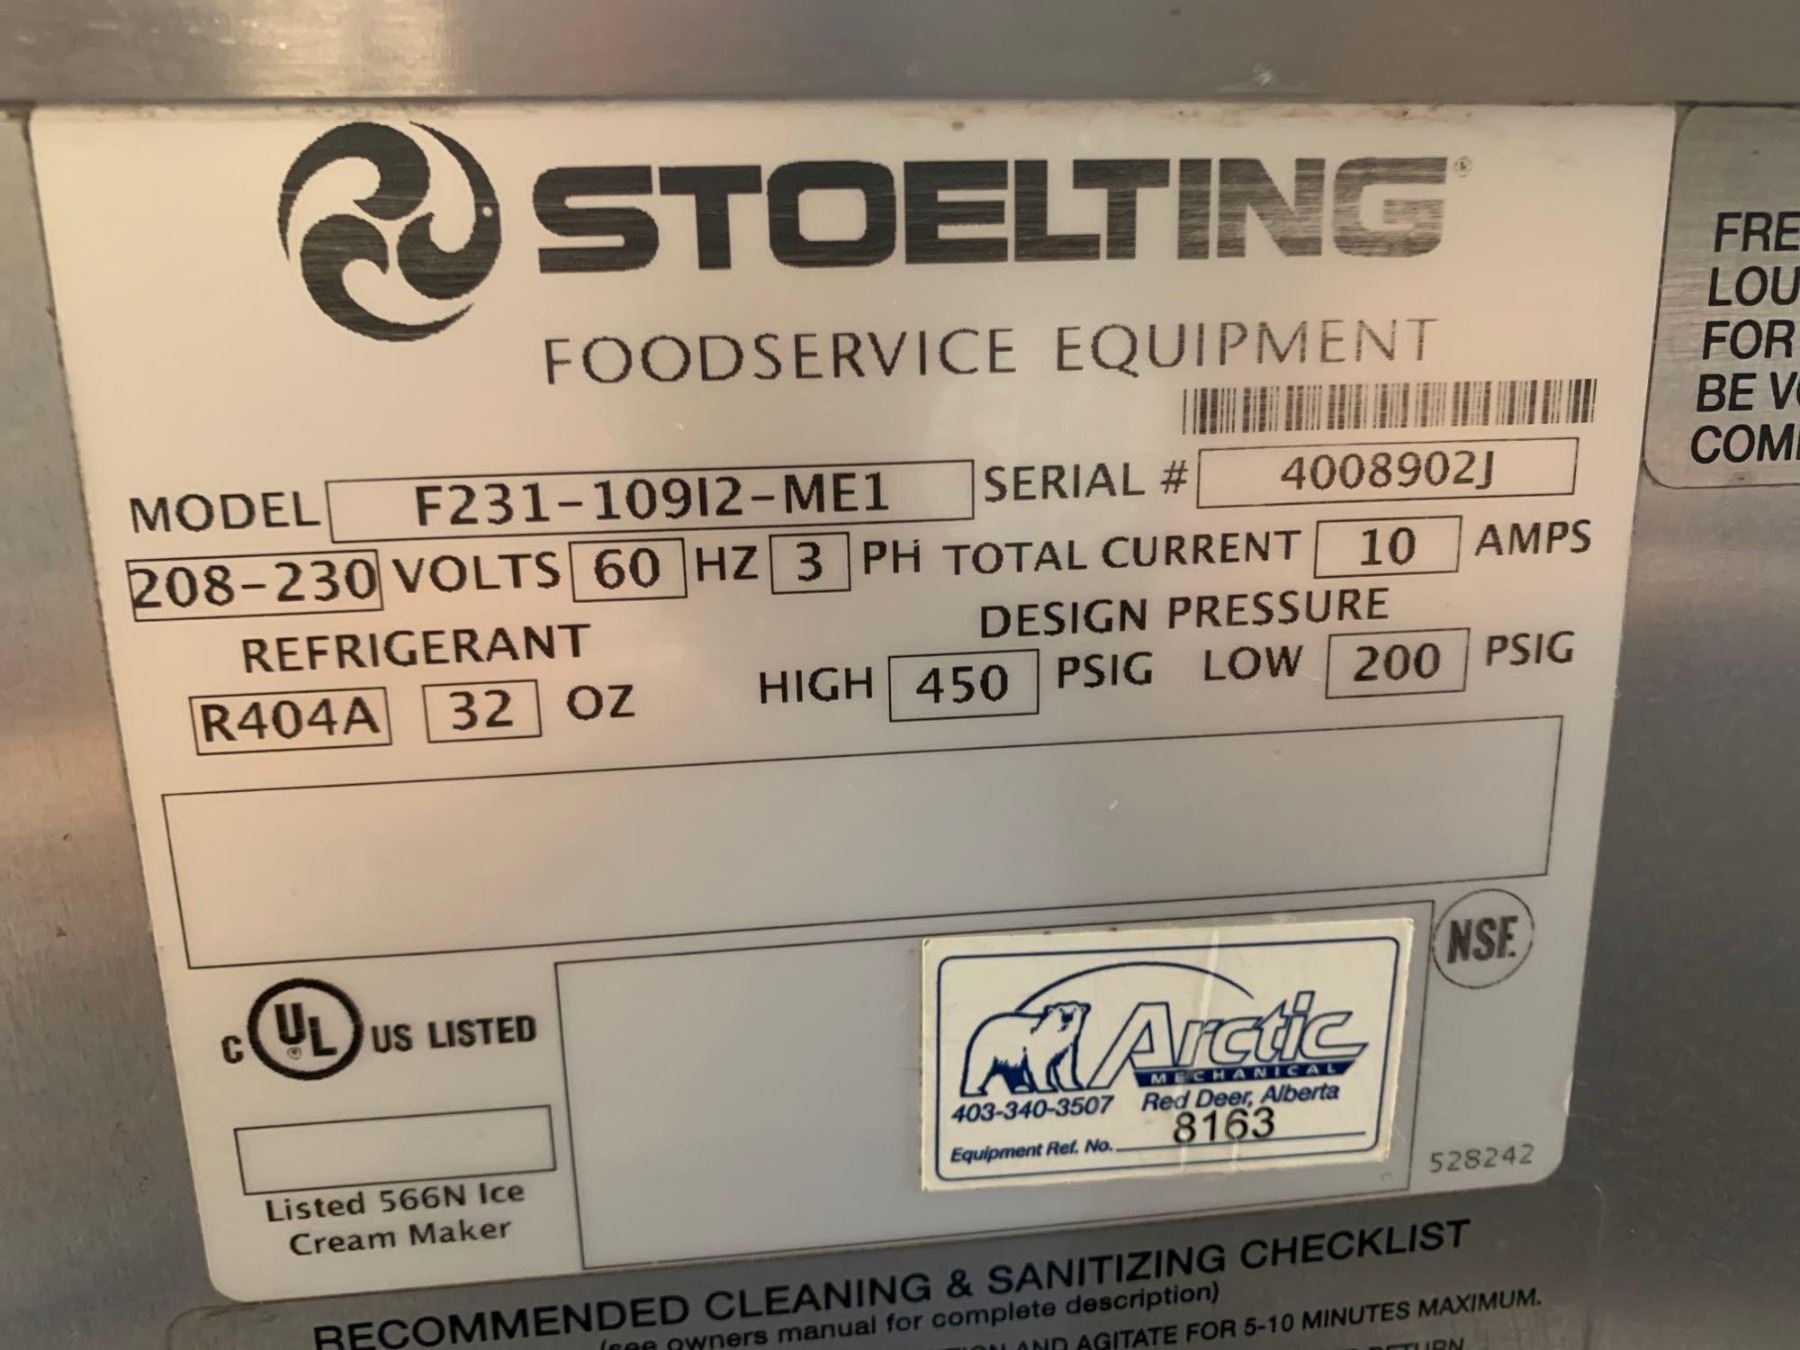 STOELTING®
FOODSERVICE EQUIPMENT
MODEL F231-109I2-ME1 SERIAL # 4008902J
208-230 VOLTS 60 HZ 3 PH TOTAL CURRENT 10 AMPS
REFRIGERANT DESIGN PRESSURE
R404A 32 OZ HIGH 450 PSIG LOW 200 PSIG
NSF.
C UL® US LISTED
Arctic
MECHANICAL
403-340-3507 Red Deer, Alberta
Equipment Ref. No. 8163
528242
Listed 566N Ice
Cream Maker
RECOMMENDED CLEANING & SANITIZING CHECKLIST
(see owners manual for complete description)
AND AGITATE FOR 5-10 MINUTES MAXIMUM.
FRE
LOU
FOR
BE V
COM